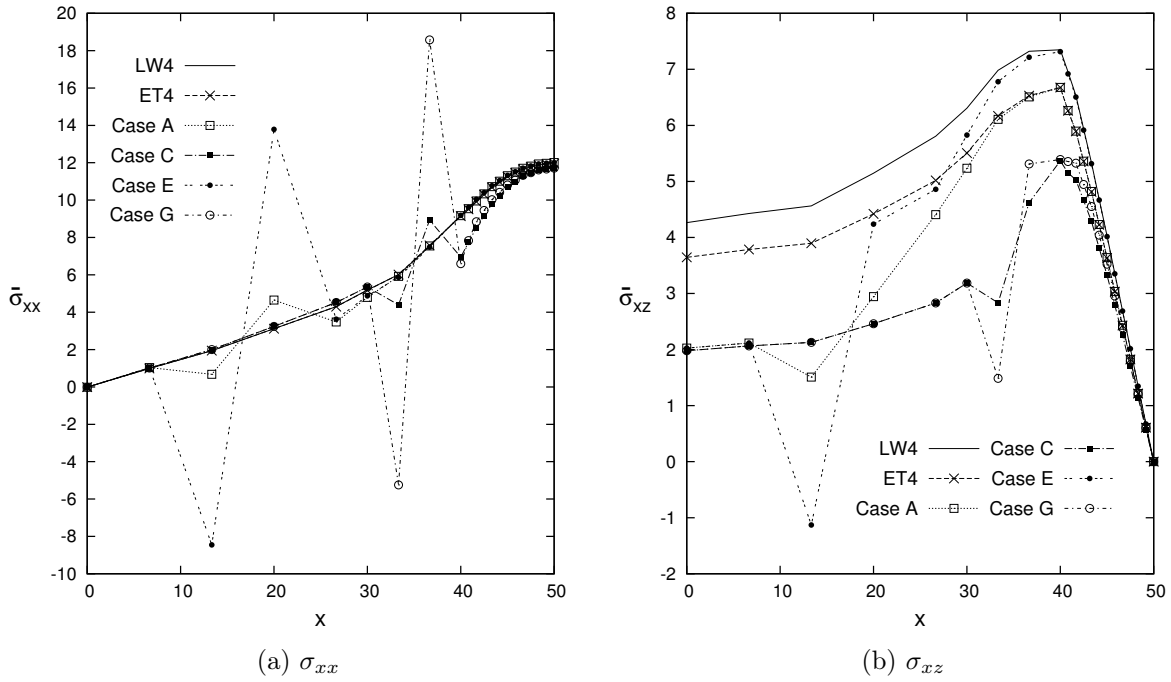 20
18
16
14
12
10
8
6
4
2
0
-2
-4
-6
-8
-10
σ̄xx
LW4
ET4
Case A
Case C
Case E
Case G
0 10 20 30 40 50
x
(a) σxx
8
7
6
5
4
3
2
1
0
-1
-2
σ̄xz
LW4 Case C
ET4 Case E
Case A Case G
0 10 20 30 40 50
x
(b) σxz